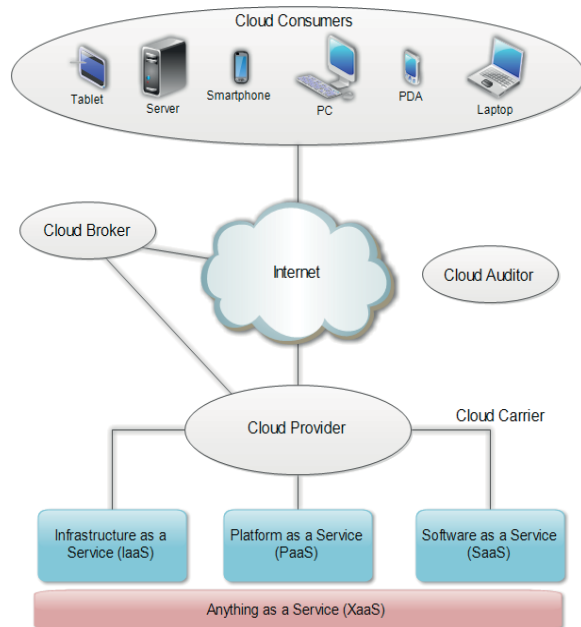 Cloud Consumers
Tablet
Server
Smartphone
PC
PDA
Laptop
Cloud Broker
Internet
Cloud Auditor
Cloud Provider
Cloud Carrier
Infrastructure as a
Service (IaaS)
Platform as a Service
(PaaS)
Software as a Service
(SaaS)
Anything as a Service (XaaS)